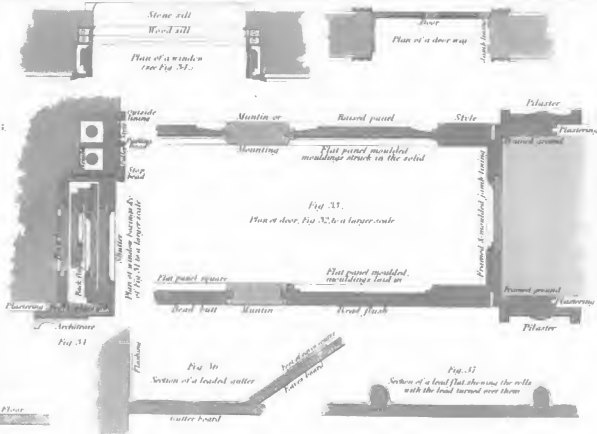 Stone sill
Wood sill
Plan of a window
(see Fig. 34.)
Door
Plan of a door way
Jamb lining
Outside
lining
Stop
bead
Muntin or
Mounting
Raised panel
Style
Flat panel moulded
mouldings struck in the solid
Pilaster
Plastering
Framed ground
Fig. 33.
Plan of door, Fig. 32, to a larger scale
Framed & moulded jamb lining
Shutter
Back flap
Plan of window
to a larger scale
Flat panel square
Flat panel moulded,
mouldings laid in
Bead butt
Muntin
Bead flush
Framed ground
Plastering
Pilaster
Plastering
Architrave
Fig. 34
Flashing
Fig. 36
Section of a leaded gutter
Eaves board
Gutter board
Fig. 37
Section of a lead flat, shewing the rolls
with the lead turned over them
Floor